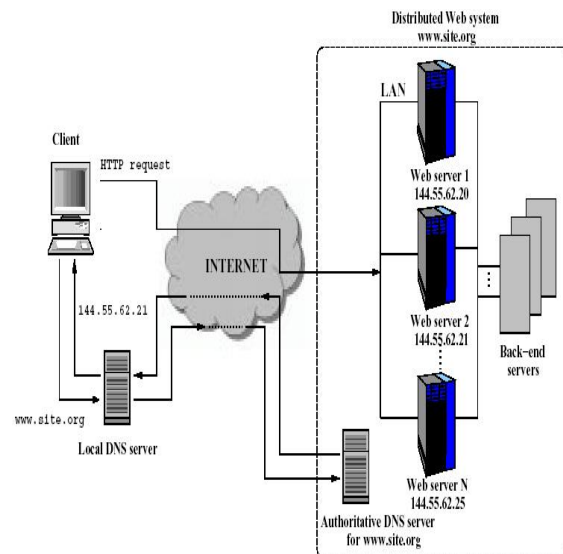 Distributed Web system
www.site.org
LAN
Client
HTTP request
Web server 1
144.55.62.20
INTERNET
144.55.62.21
Web server 2
144.55.62.21
Back-end
servers
www.site.org
Local DNS server
Web server N
144.55.62.25
Authoritative DNS server
for www.site.org